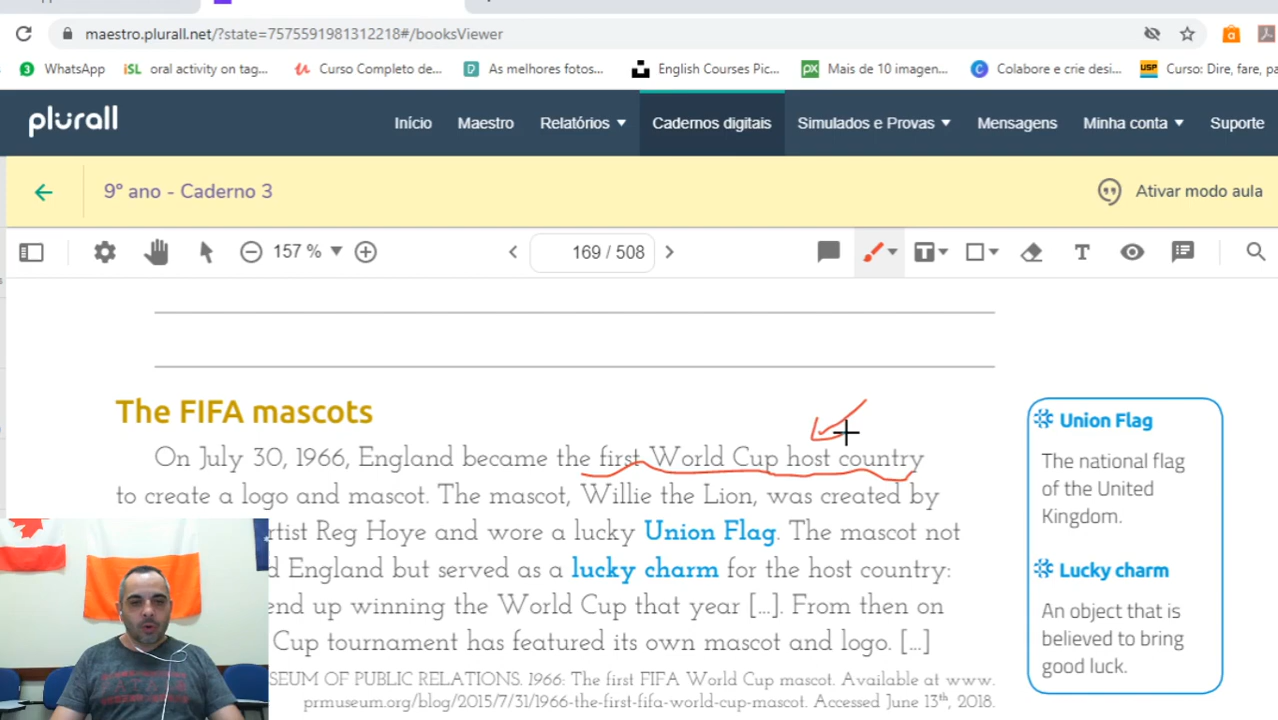 maestro.plurall.net/?state=7575591981312218#/booksViewer
3 WhatsApp iSL oral activity on tag... Curso Completo de... D As melhores fotos... English Courses Pic... px Mais de 10 imagen... C Colabore e crie desi... USP Curso: Dire, fare, pa
plurall Início Maestro Relatórios Cadernos digitais Simulados e Provas Mensagens Minha conta Suporte
9º ano - Caderno 3 Ativar modo aula
157 % 169 / 508 T T
The FIFA mascots
On July 30, 1966, England became the first World Cup host country
to create a logo and mascot. The mascot, Willie the Lion, was created by
rtist Reg Hoye and wore a lucky Union Flag. The mascot not
d England but served as a lucky charm for the host country:
end up winning the World Cup that year [...]. From then on
Cup tournament has featured its own mascot and logo. [...]
SEUM OF PUBLIC RELATIONS. 1966: The first FIFA World Cup mascot. Available at www.
prmuseum.org/blog/2015/7/31/1966-the-first-fifa-world-cup-mascot. Accessed June 13th, 2018.
Union Flag
The national flag
of the United
Kingdom.
Lucky charm
An object that is
believed to bring
good luck.